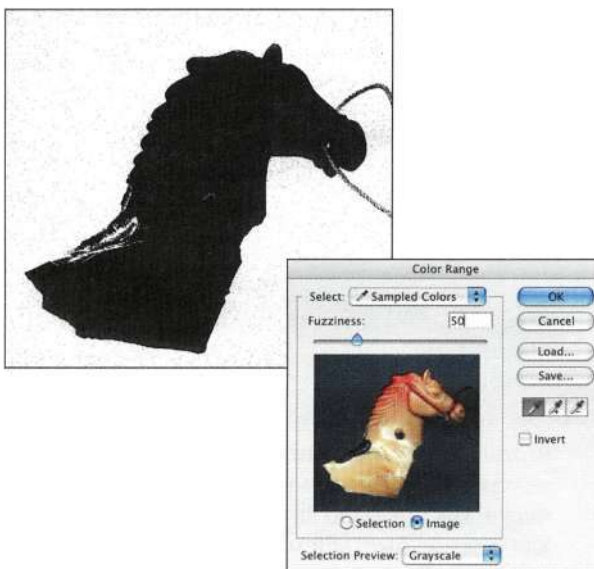 Color Range
Select: Sampled Colors
OK
Fuzziness: 50
Cancel
Load...
Save...
Invert
Selection Image
Selection Preview: Grayscale